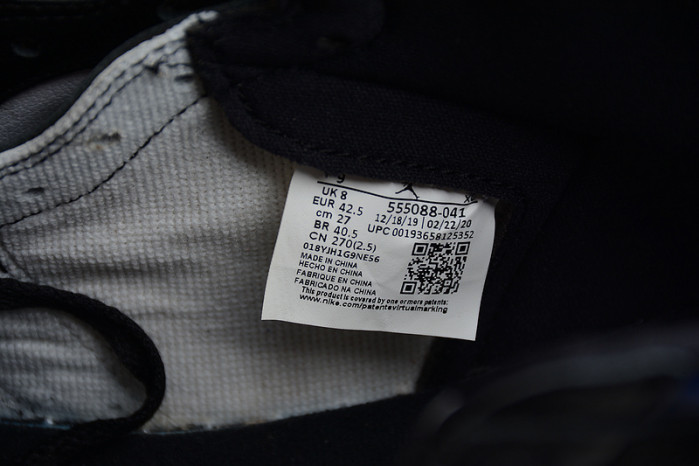 UK 8
EUR 42.5
cm 27
BR 40.5
CN 270(2.5)
555088-041
12/18/19 | 02/22/20
UPC 00193658125352
018YJH1G9NE56
MADE IN CHINA
HECHO EN CHINA
FABRIQUE EN CHINA
FABRICADO NA CHINA
This product is covered by one or more patents:
www.nike.com/patentsvirtualmarking